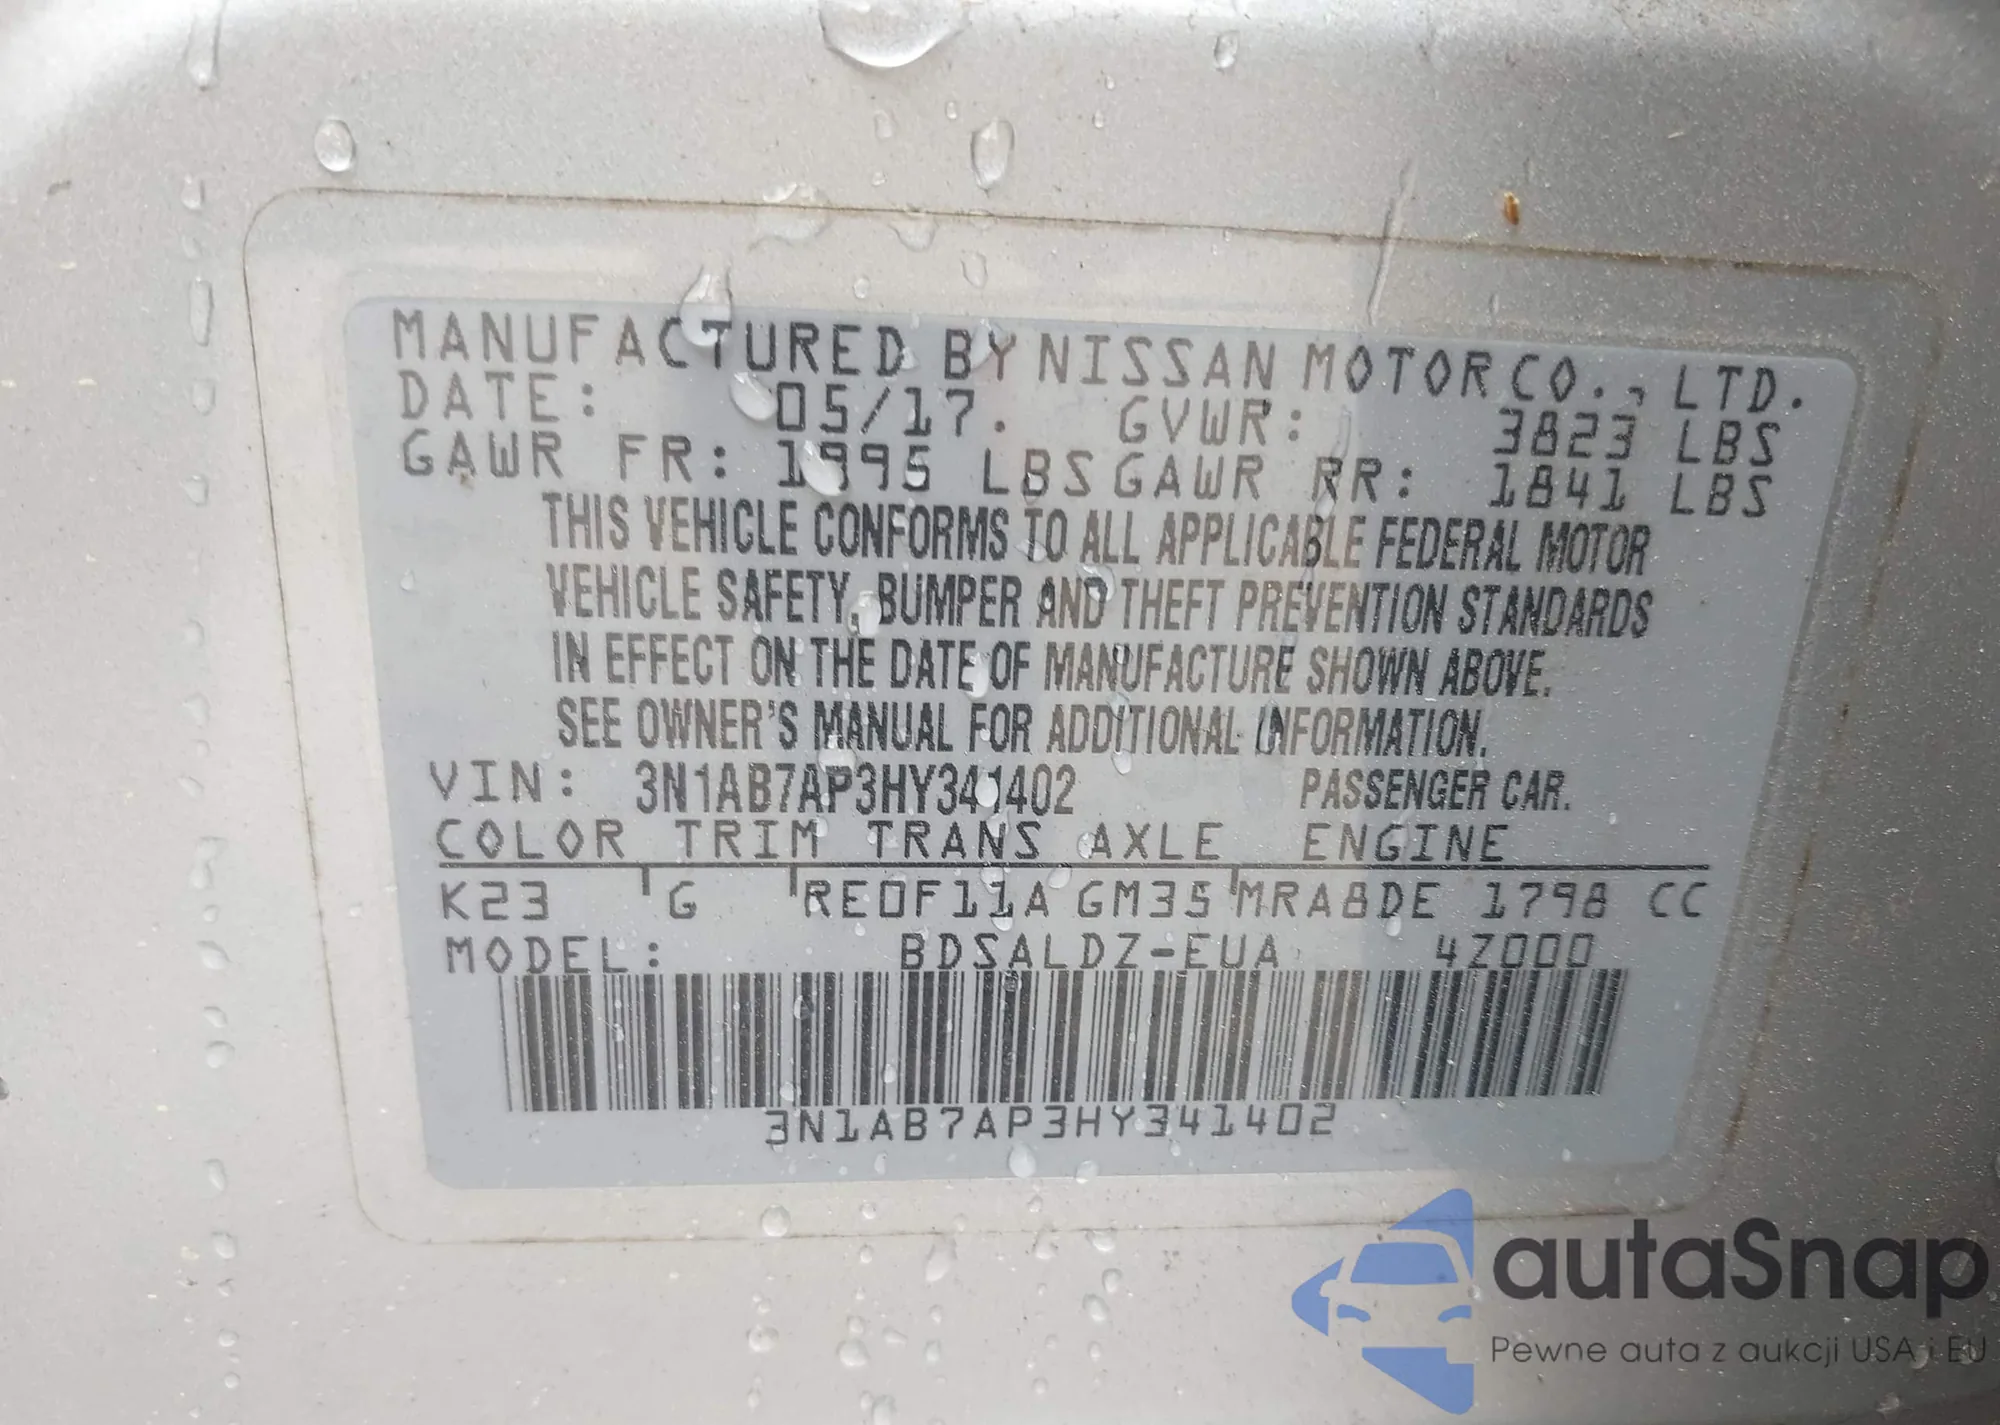 MANUFACTURED BY NISSAN MOTOR CO., LTD.
DATE: 05/17. GVWR: 3823 LBS
GAWR FR: 1995 LBS GAWR RR: 1841 LBS
THIS VEHICLE CONFORMS TO ALL APPLICABLE FEDERAL MOTOR
VEHICLE SAFETY, BUMPER AND THEFT PREVENTION STANDARDS
IN EFFECT ON THE DATE OF MANUFACTURE SHOWN ABOVE.
SEE OWNER'S MANUAL FOR ADDITIONAL INFORMATION.
VIN: 3N1AB7AP3HY341402 PASSENGER CAR.
COLOR TRIM TRANS AXLE ENGINE
K23 G RE0F11A GM35 MRA8DE 1798 CC
MODEL: BDSALDZ-EUA 4Z000
3N1AB7AP3HY341402
autaSnap
Pewne auta z aukcji USA i EU